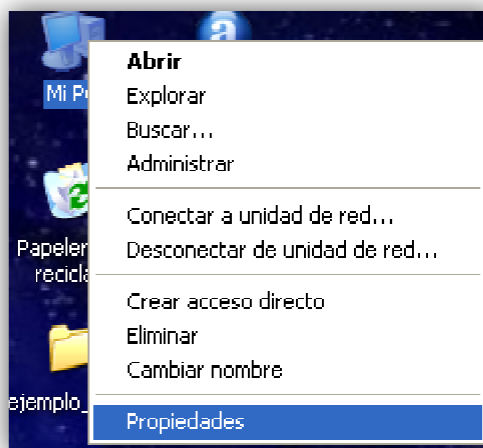 Mi P
Abrir
Explorar
Buscar...
Administrar
Conectar a unidad de red...
Desconectar de unidad de red...
Crear acceso directo
Eliminar
Cambiar nombre
Propiedades
Papeler
recicla
ejemplo_